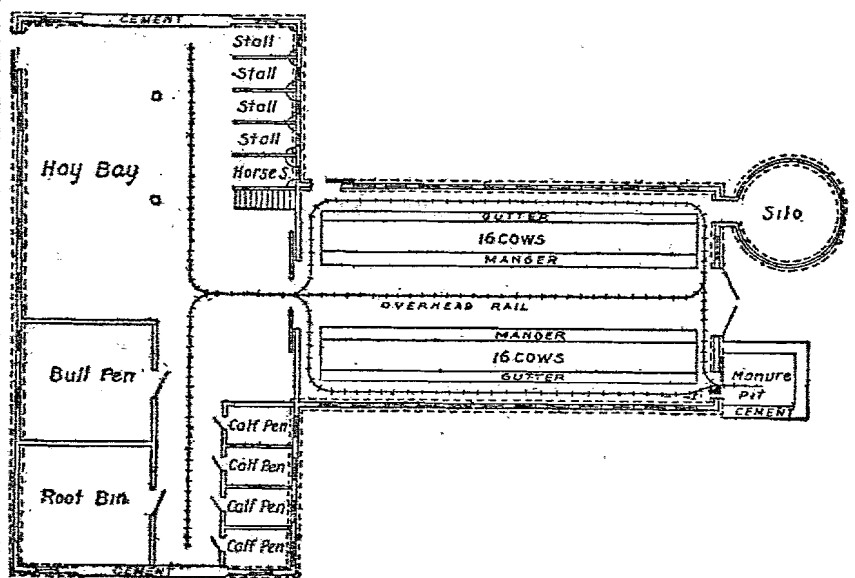 CEMENT
Stall
Stall
Stall
Stall
Horses
Hay Bay
Silo
GUTTER
16 COWS
MANGER
OVERHEAD RAIL
MANGER
16 COWS
GUTTER
Manure
Pit
CEMENT
Bull Pen
Calf Pen
Calf Pen
Calf Pen
Calf Pen
Root Bin
CEMENT